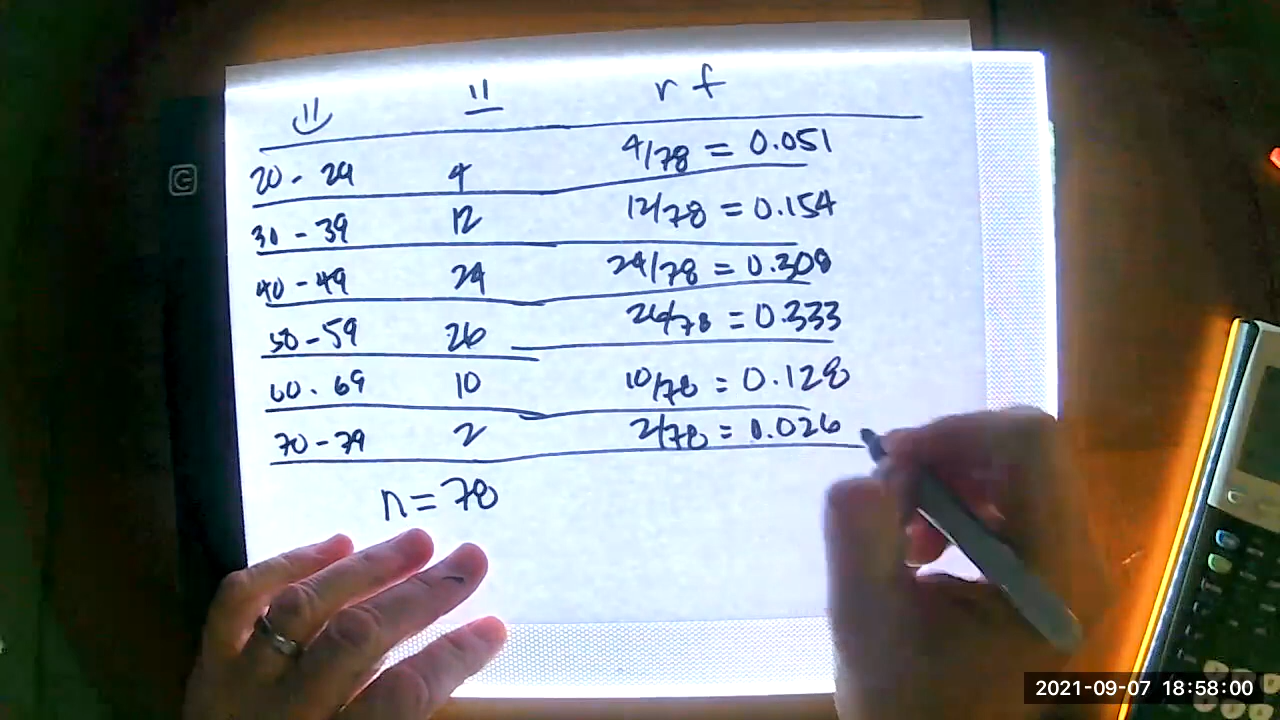 r f
20 - 29 4 4/78 = 0.051
30 - 39 12 12/78 = 0.154
40 - 49 24 24/78 = 0.308
50 - 59 26 26/78 = 0.333
60 - 69 10 10/78 = 0.128
70 - 79 2 2/78 = 0.026
n = 78
2021-09-07 18:58:00